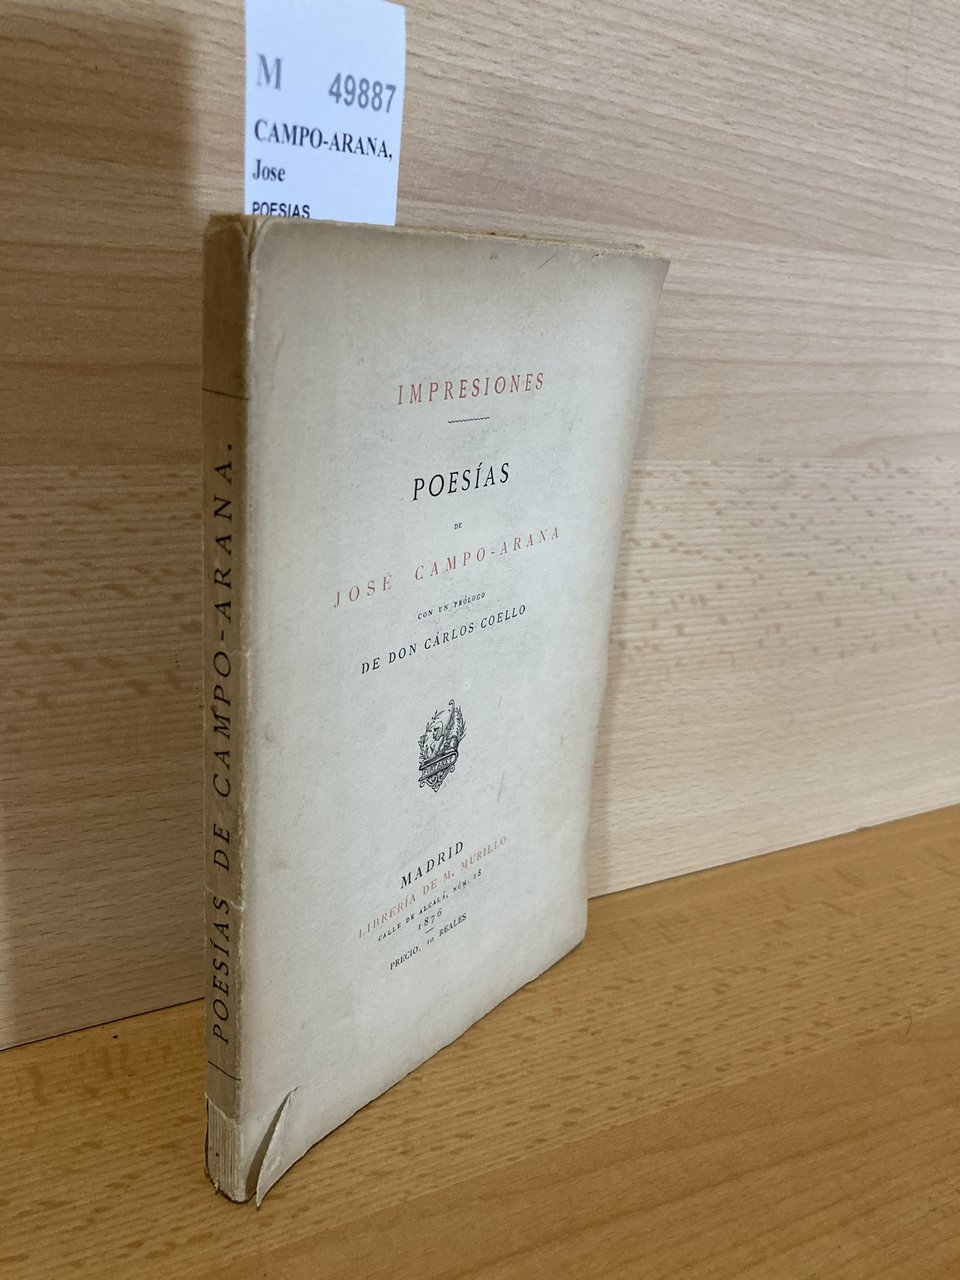 M 49887
CAMPO-ARANA,
Jose
POESIAS
POESÍAS DE CAMPO-ARANA.
IMPRESIONES
POESÍAS
DE
JOSÉ CAMPO-ARANA
CON UN PRÓLOGO
DE DON CÁRLOS COELLO
FORTANET
MADRID
LIBRERÍA DE M. MURILLO
CALLE DE ALCALÁ, NÚM. 18
1876
PRECIO, 10 REALES